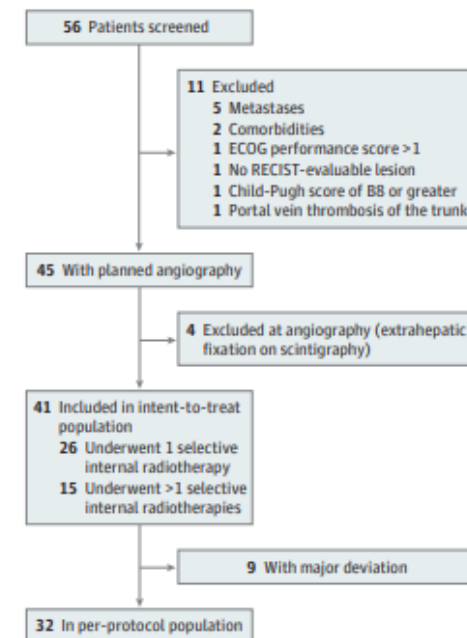 56 Patients screened
11 Excluded
5 Metastases
2 Comorbidities
1 ECOG performance score >1
1 No RECIST-evaluable lesion
1 Child-Pugh score of B8 or greater
1 Portal vein thrombosis of the trunk
45 With planned angiography
4 Excluded at angiography (extrahepatic
fixation on scintigraphy)
41 Included in intent-to-treat
population
26 Underwent 1 selective
internal radiotherapy
15 Underwent >1 selective
internal radiotherapies
9 With major deviation
32 In per-protocol population